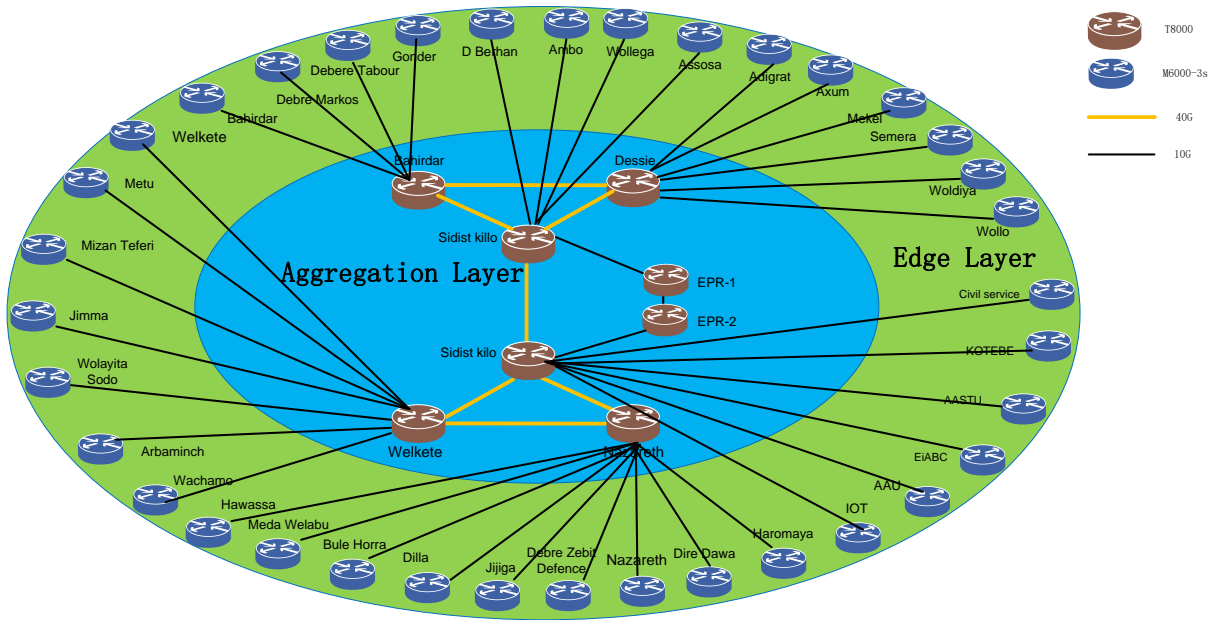 D Berhan
Ambo
Wollega
Gonder
Debere Tabour
Assosa
Adigrat
Axum
Debre Markos
Bahirdar
Mekel
Semera
Welkete
Metu
Bahirdar
Dessie
Woldiya
Wollo
Mizan Teferi
Sidist killo
Aggregation Layer
Edge Layer
EPR-1
Civil service
Jimma
EPR-2
Sidist kilo
KOTEBE
Wolayita
Sodo
AASTU
Arbaminch
Welkete
Nazareth
EiABC
Wachamo
AAU
Hawassa
IOT
Meda Welabu
Haromaya
Bule Horra
Dilla
Jijiga
Debre Zebit
Defence
Nazareth
Dire Dawa
T8000
M6000-3s
40G
10G